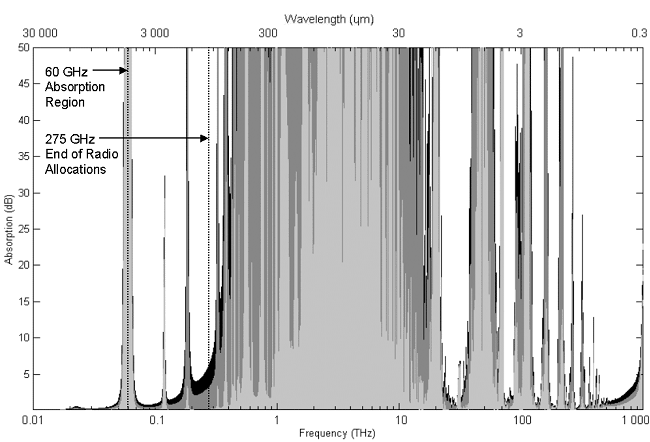 Wavelength (ɥm)
30 000 3 000 300 30 3 0.3
50
45
40
35
30
25
20
15
10
5
Absorption (dB)
60 GHz
Absorption
Region
275 GHz
End of Radio
Allocations
0.01 0.1 1 10 100 1 000
Frequency (THz)